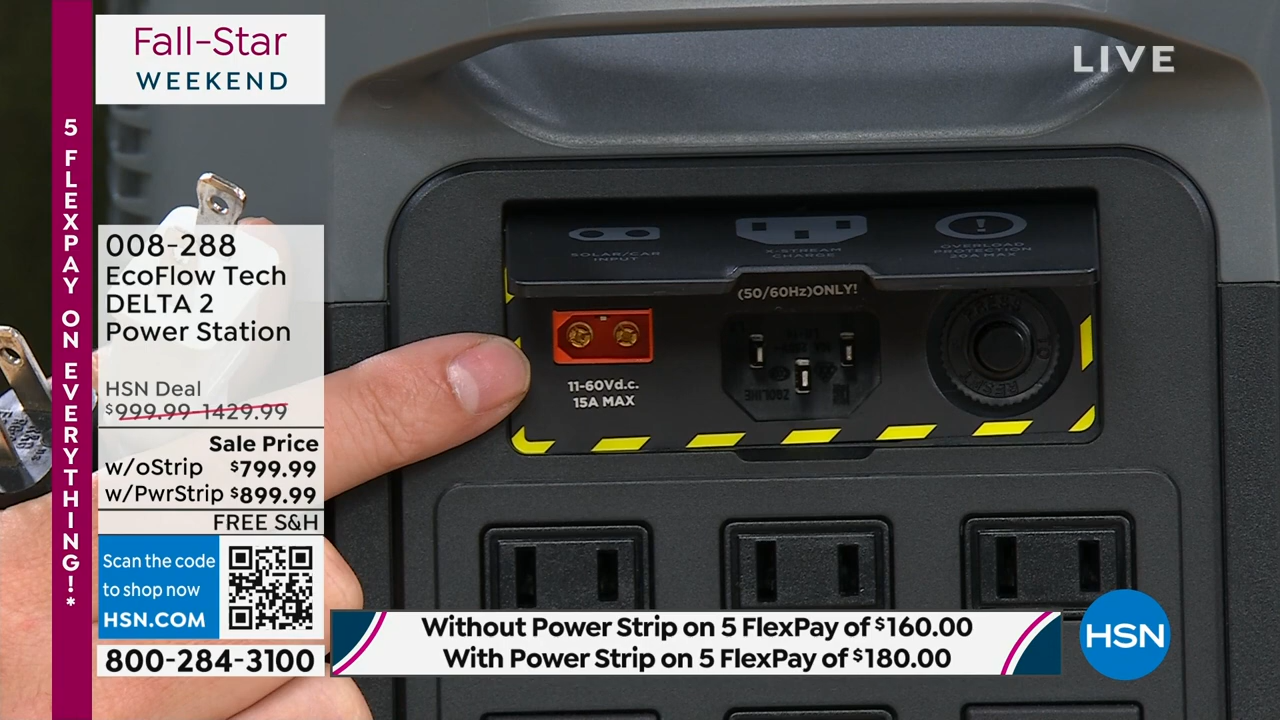 Fall-Star
WEEKEND
LIVE
5 FLEXPAY ON EVERYTHING!*
008-288
EcoFlow Tech
DELTA 2
Power Station
HSN Deal
$999.99-1429.99
Sale Price
w/oStrip $799.99
w/PwrStrip $899.99
FREE S&H
Scan the code
to shop now
HSN.COM
800-284-3100
SOLAR/CAR
INPUT
X-STREAM
CHARGE
OVERLOAD
PROTECTION
20A MAX
(50/60Hz)ONLY!
11-60Vd.c.
15A MAX
PRESS
TO
RESET
Without Power Strip on 5 FlexPay of $160.00
With Power Strip on 5 FlexPay of $180.00
HSN